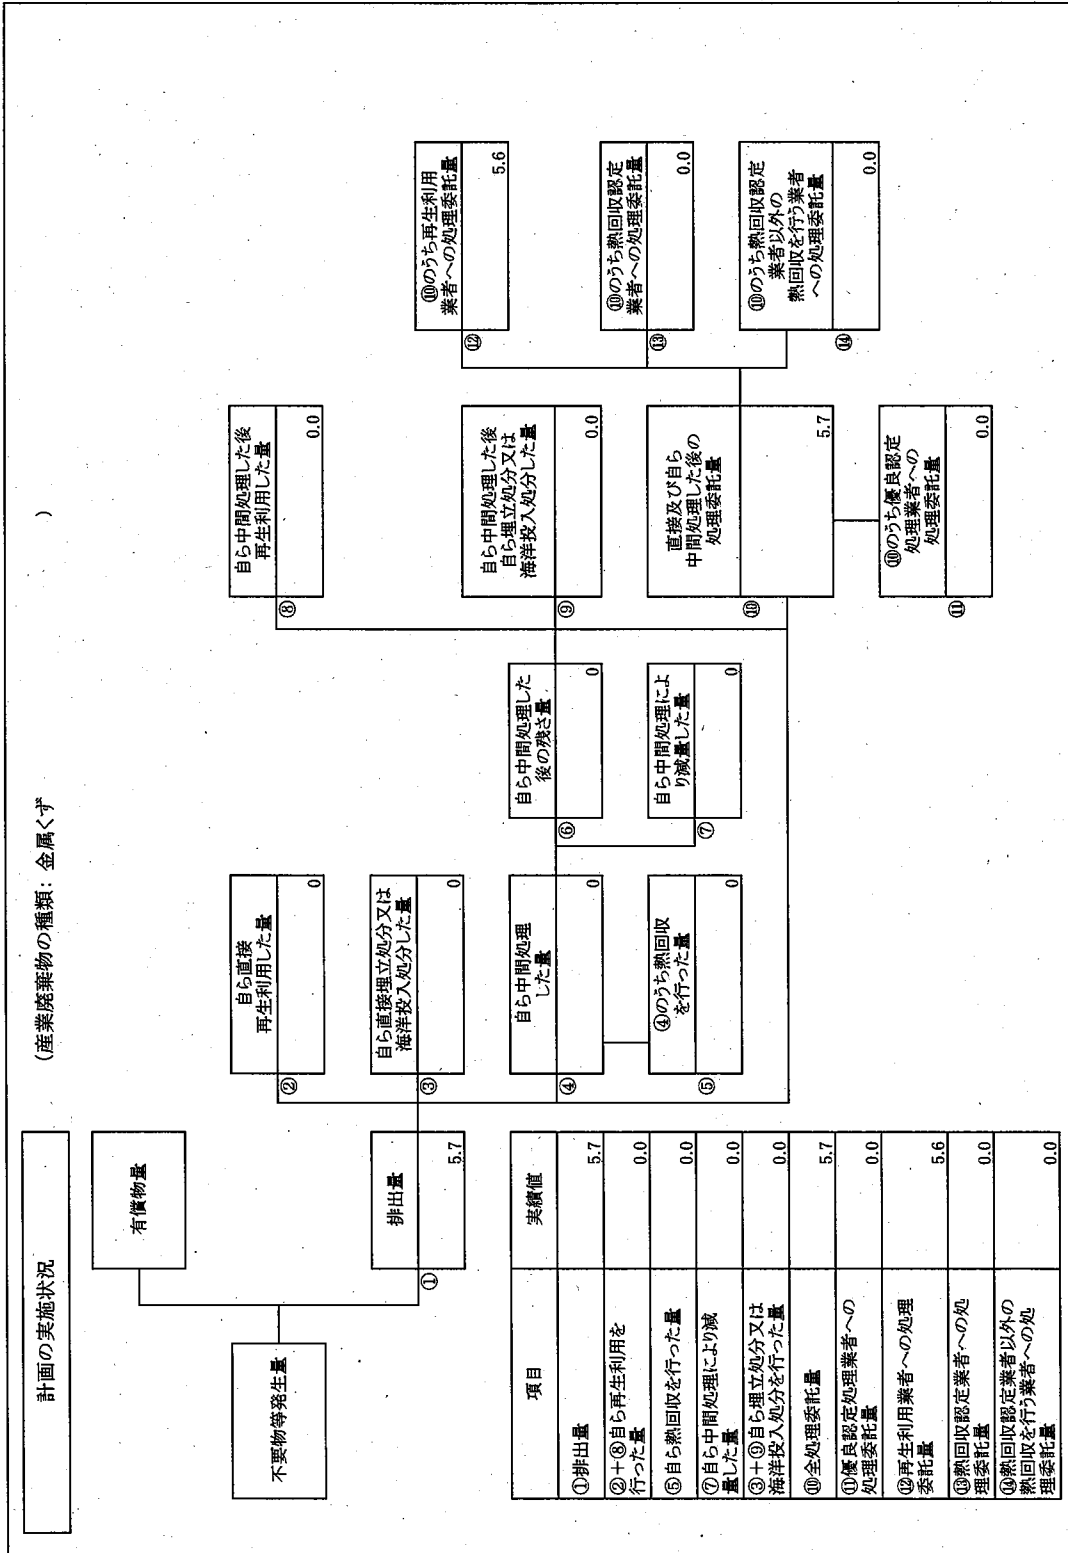 計画の実施状況
(産業廃棄物の種類: 金属くず )
不要物等発生量
有償物量
①
排出量
5.7
②
自ら直接
再生利用した量
0
③
自ら直接埋立処分又は
海洋投入処分した量
0
④
自ら中間処理
した量
0
⑤
④のうち熱回収
を行った量
0
⑥
自ら中間処理した
後の残さ量
0
⑦
自ら中間処理によ
り減量した量
0
⑧
自ら中間処理した後
再生利用した量
0.0
⑨
自ら中間処理した後
自ら埋立処分又は
海洋投入処分した量
0.0
⑩
直接及び自ら
中間処理した後の
処理委託量
5.7
⑪
⑩のうち優良認定
処理業者への
処理委託量
0.0
⑫
⑩のうち再生利用
業者への処理委託量
5.6
⑬
⑩のうち熱回収認定
業者への処理委託量
0.0
⑭
⑩のうち熱回収認定
業者以外の
熱回収を行う業者
への処理委託量
0.0
項目 実績値
①排出量 5.7
②+⑧自ら再生利用を
行った量 0.0
⑤自ら熱回収を行った量 0.0
⑦自ら中間処理により減
量した量 0.0
③+⑨自ら埋立処分又は
海洋投入処分を行った量 0.0
⑩全処理委託量 5.7
⑪優良認定処理業者への
処理委託量 0.0
⑫再生利用業者への処理
委託量 5.6
⑬熱回収認定業者への処
理委託量 0.0
⑭熱回収認定業者以外の
熱回収を行う業者への処
理委託量 0.0